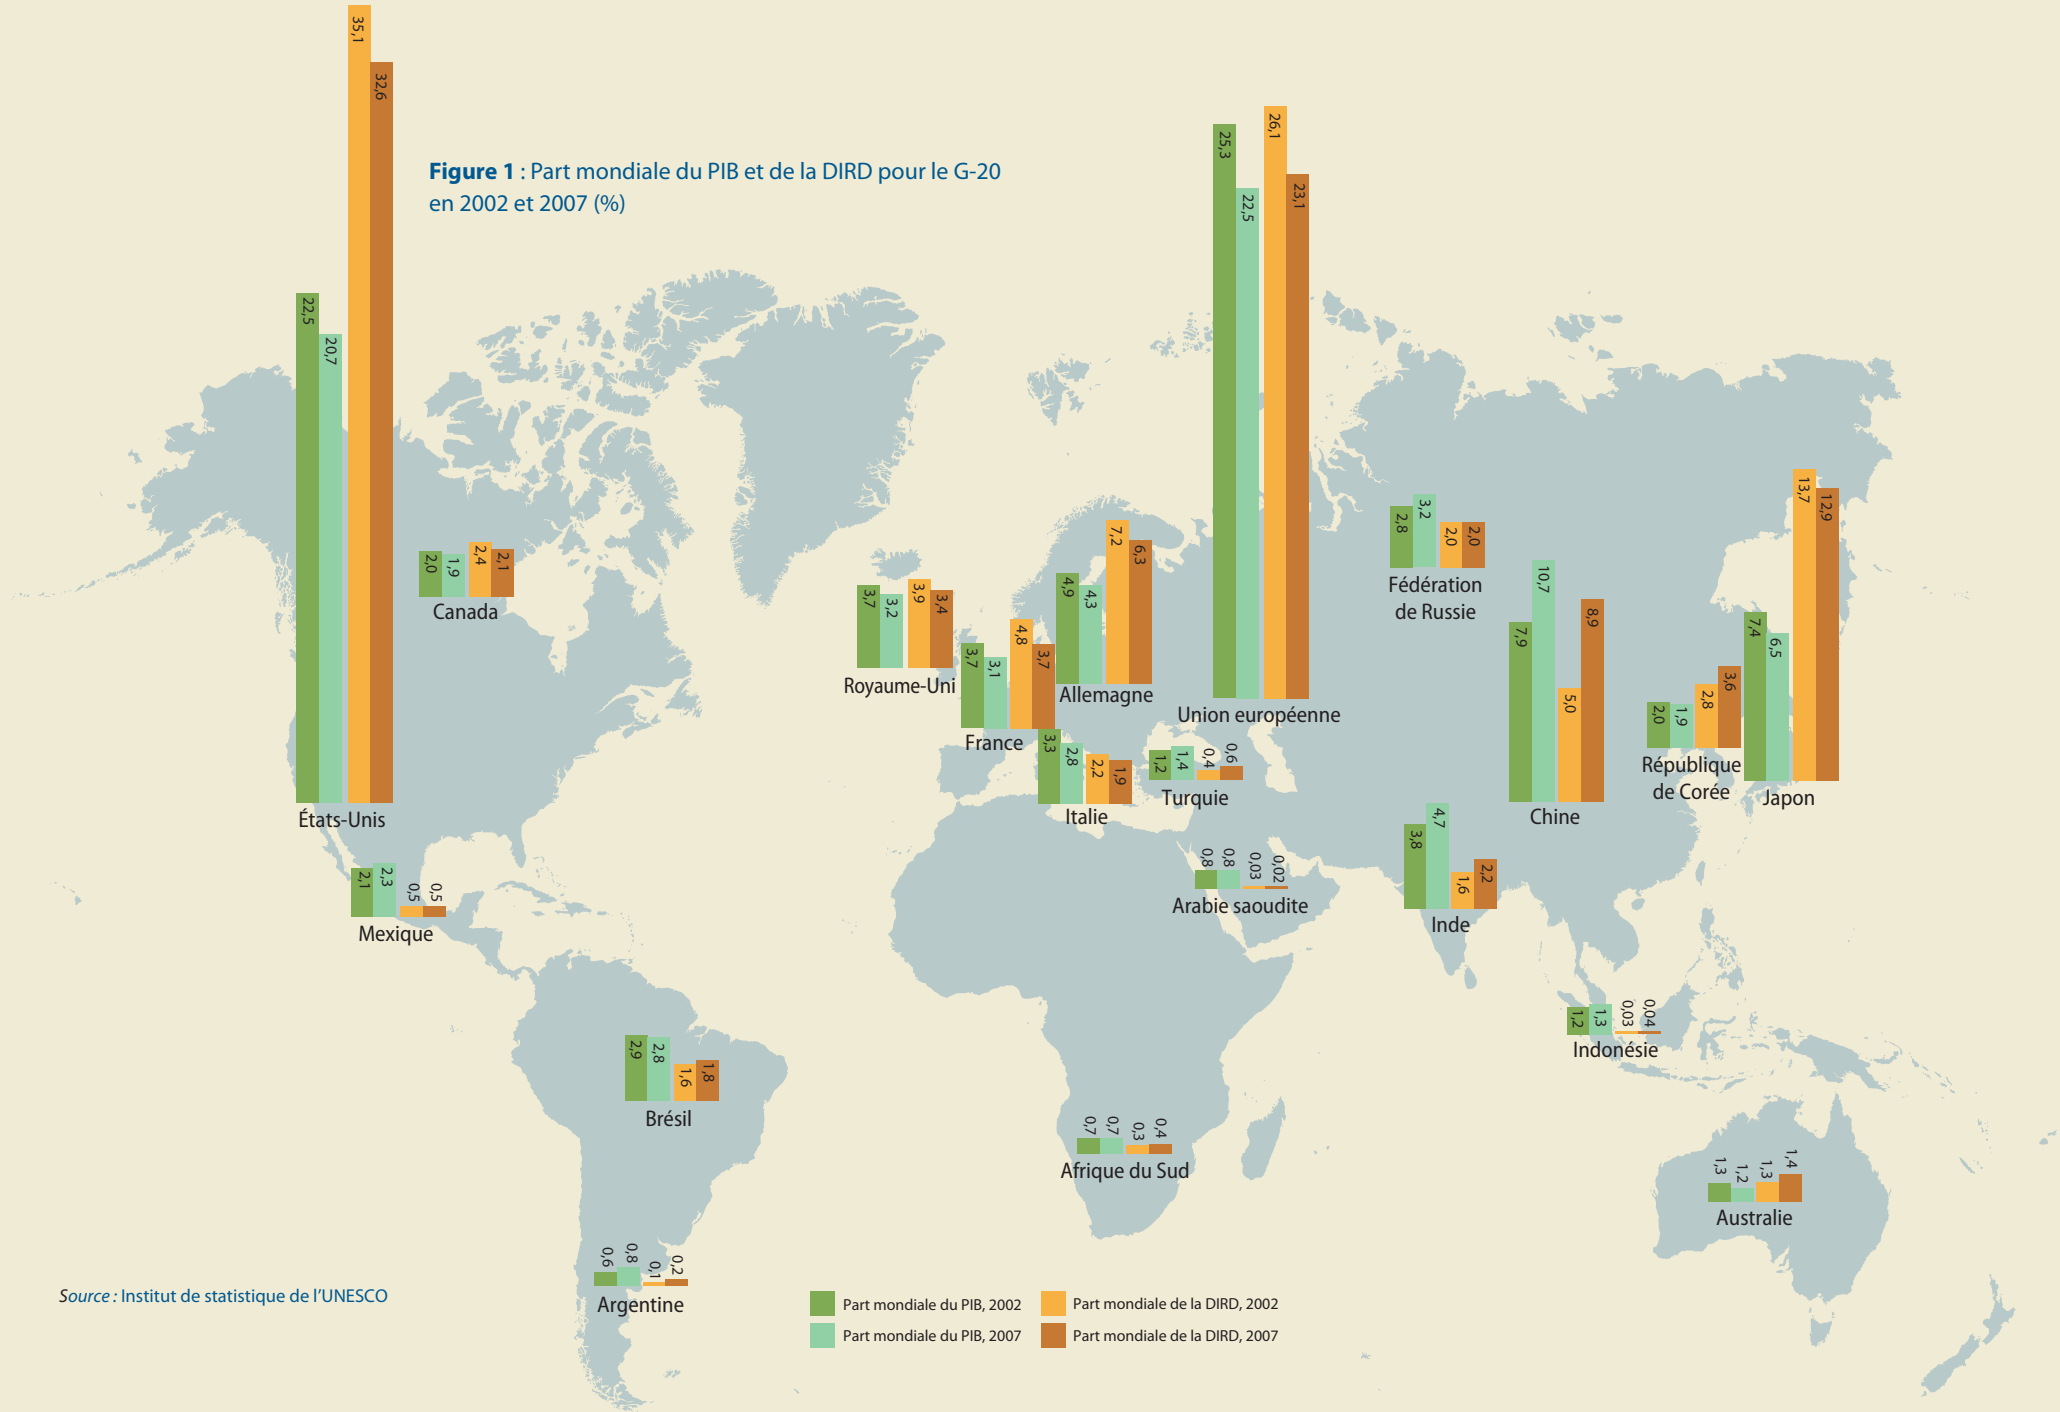 Figure 1 : Part mondiale du PIB et de la DIRD pour le G-20
en 2002 et 2007 (%)
22,5
20,7
35,1
32,6
États-Unis
2,0
1,9
2,4
2,1
Canada
2,1
2,3
0,5
0,5
Mexique
2,9
2,8
1,6
1,8
Brésil
0,6
0,8
0,1
0,2
Argentine
3,7
3,2
3,9
3,4
Royaume-Uni
3,7
3,1
4,8
3,7
France
4,9
4,3
7,2
6,3
Allemagne
3,3
2,8
2,2
1,9
Italie
25,3
22,5
26,1
23,1
Union européenne
1,2
1,4
0,4
0,6
Turquie
0,8
0,8
0,03
0,02
Arabie saoudite
0,7
0,7
0,3
0,4
Afrique du Sud
2,8
3,2
2,0
2,0
Fédération
de Russie
7,9
10,7
5,0
8,9
Chine
3,8
4,7
1,6
2,2
Inde
2,0
1,9
2,8
3,6
République
de Corée
7,4
6,5
13,7
12,9
Japon
1,2
1,3
0,03
0,04
Indonésie
1,3
1,2
1,3
1,4
Australie
Source : Institut de statistique de l'UNESCO
Part mondiale du PIB, 2002
Part mondiale du PIB, 2007
Part mondiale de la DIRD, 2002
Part mondiale de la DIRD, 2007